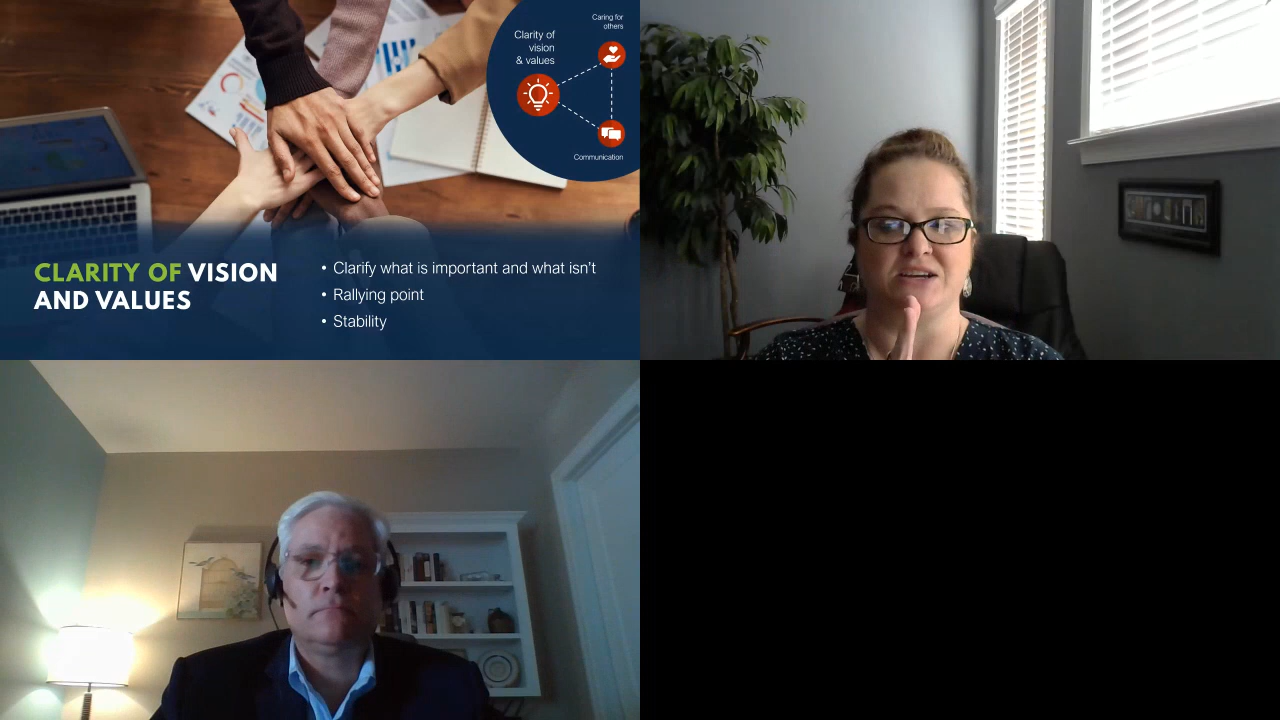 Caring for
others
Clarity of
vision
& values
Communication
CLARITY OF VISION
AND VALUES
• Clarify what is important and what isn't
• Rallying point
• Stability